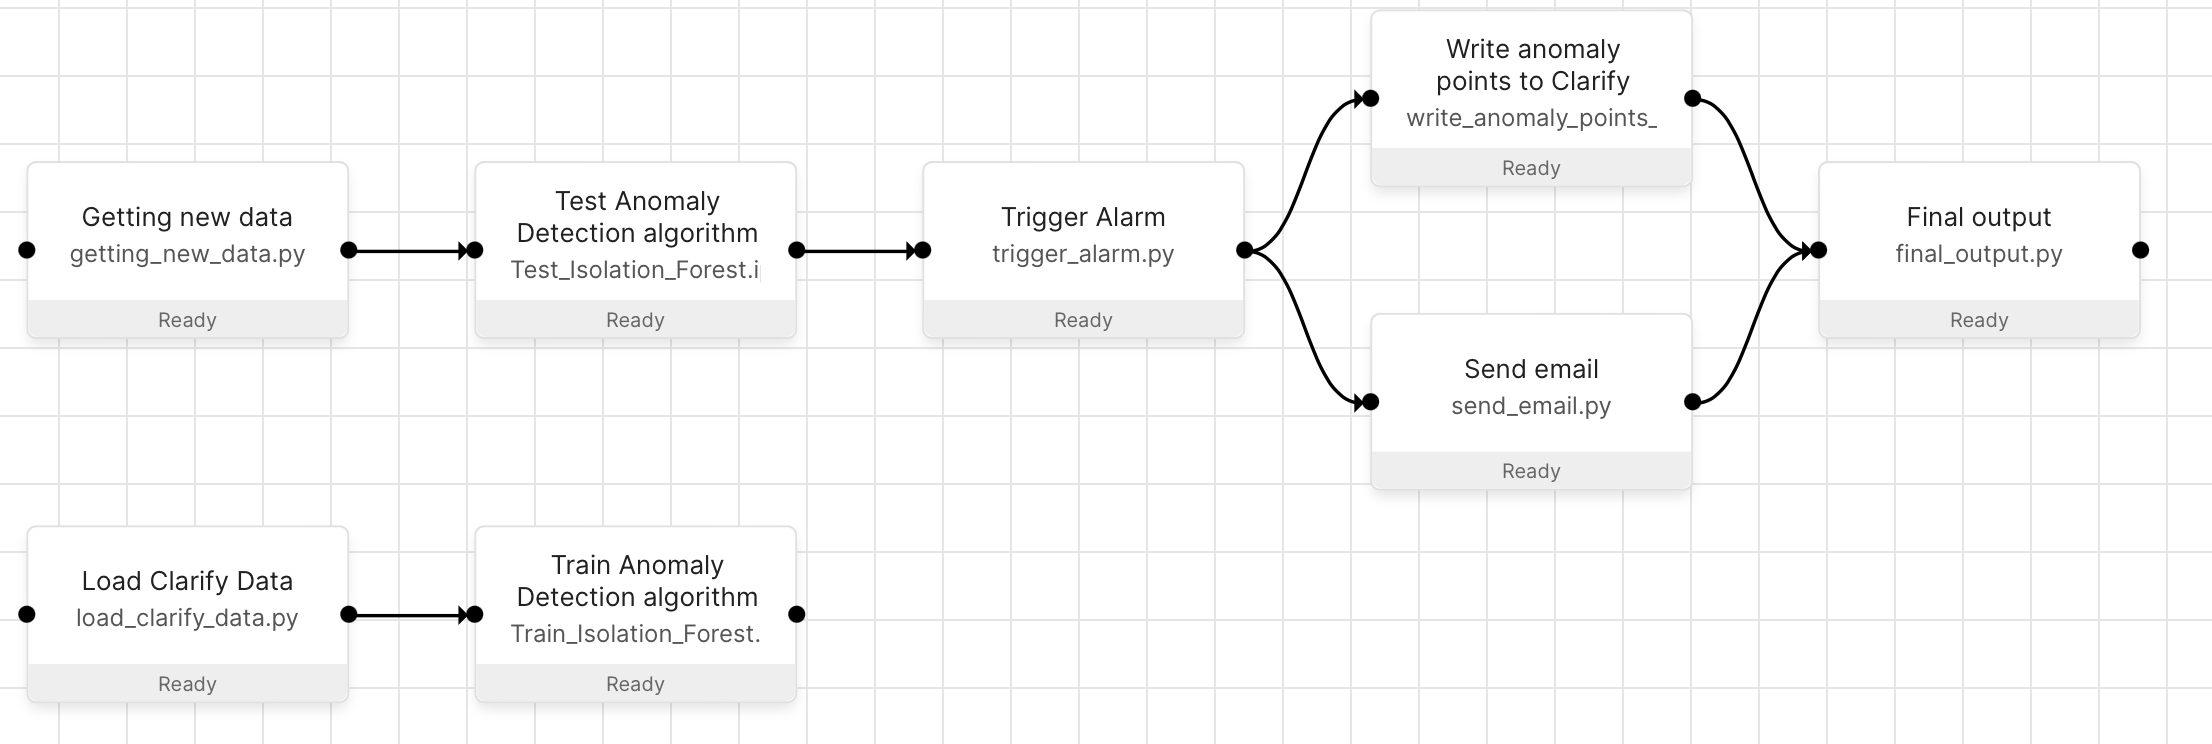 Getting new data
getting_new_data.py
Ready
Test Anomaly
Detection algorithm
Test_Isolation_Forest.i
Ready
Trigger Alarm
trigger_alarm.py
Ready
Write anomaly
points to Clarify
write_anomaly_points_
Ready
Send email
send_email.py
Ready
Final output
final_output.py
Ready
Load Clarify Data
load_clarify_data.py
Ready
Train Anomaly
Detection algorithm
Train_Isolation_Forest.
Ready